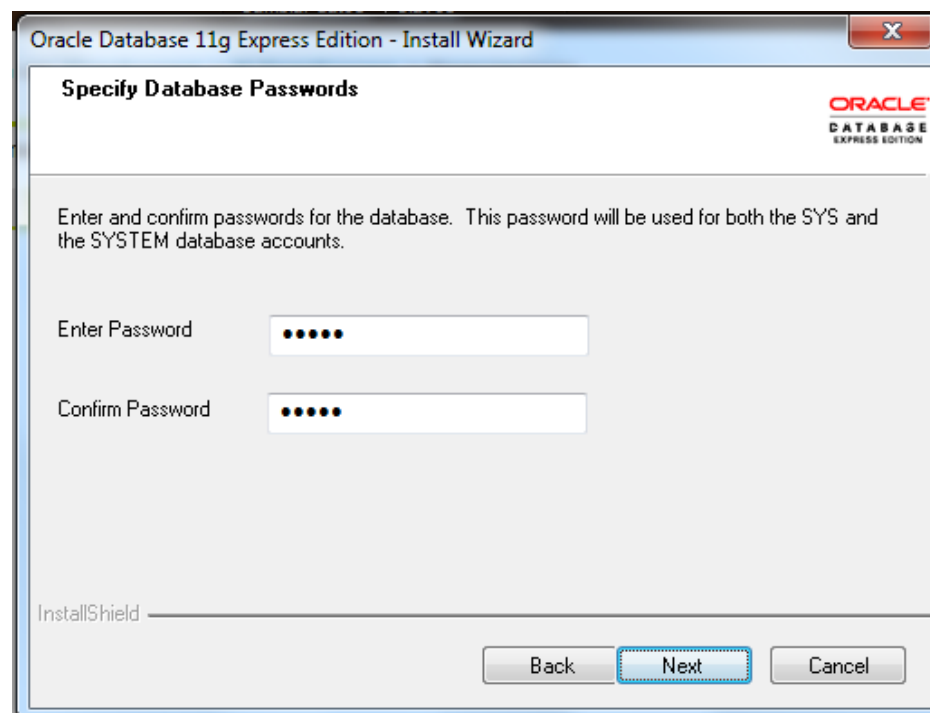 Oracle Database 11g Express Edition - Install Wizard
Specify Database Passwords
ORACLE
DATABASE
EXPRESS EDITION
Enter and confirm passwords for the database. This password will be used for both the SYS and
the SYSTEM database accounts.
Enter Password
•••••
Confirm Password
•••••
InstallShield
Back Next Cancel